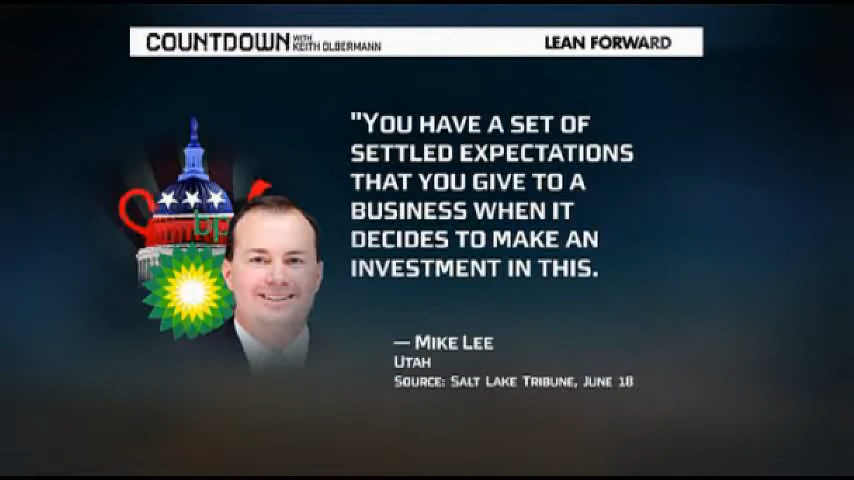 COUNTDOWN WITH KEITH OLBERMANN LEAN FORWARD
"YOU HAVE A SET OF
SETTLED EXPECTATIONS
THAT YOU GIVE TO A
BUSINESS WHEN IT
DECIDES TO MAKE AN
INVESTMENT IN THIS.
— MIKE LEE
UTAH
SOURCE: SALT LAKE TRIBUNE, JUNE 18